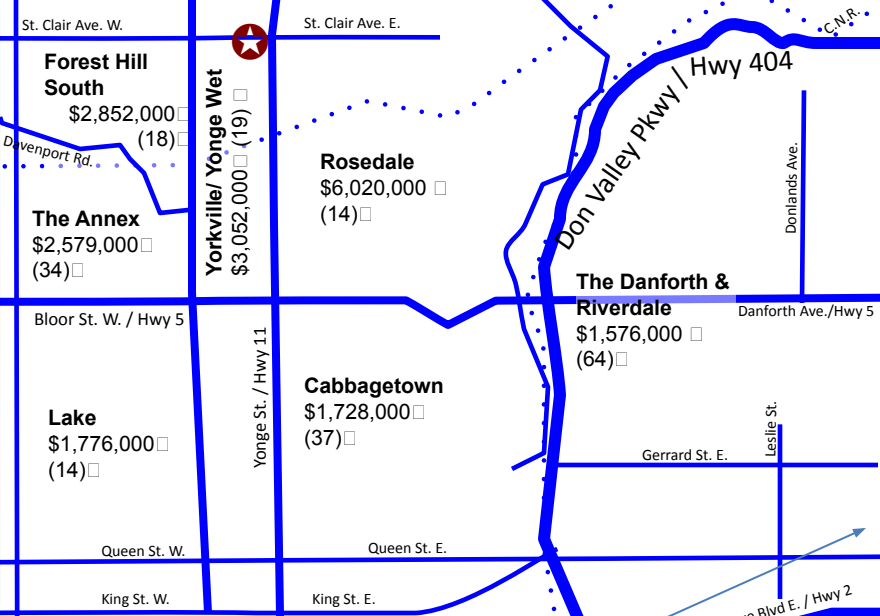 St. Clair Ave. W.
St. Clair Ave. E.
C.N.R.
Forest Hill
South
$2,852,000□
(18)□
Davenport Rd.
Yorkville/ Yonge Wet
$3,052,000□ (19) □
Don Valley Pkwy / Hwy 404
Rosedale
$6,020,000 □
(14)□
Donlands Ave.
The Annex
$2,579,000□
(34)□
The Danforth &
Riverdale
$1,576,000 □
(64)□
Bloor St. W. / Hwy 5
Danforth Ave./Hwy 5
Yonge St. / Hwy 11
Cabbagetown
$1,728,000□
(37)□
Lake
$1,776,000□
(14)□
Leslie St.
Gerrard St. E.
Queen St. W.
Queen St. E.
King St. W.
King St. E.
Blvd E. / Hwy 2